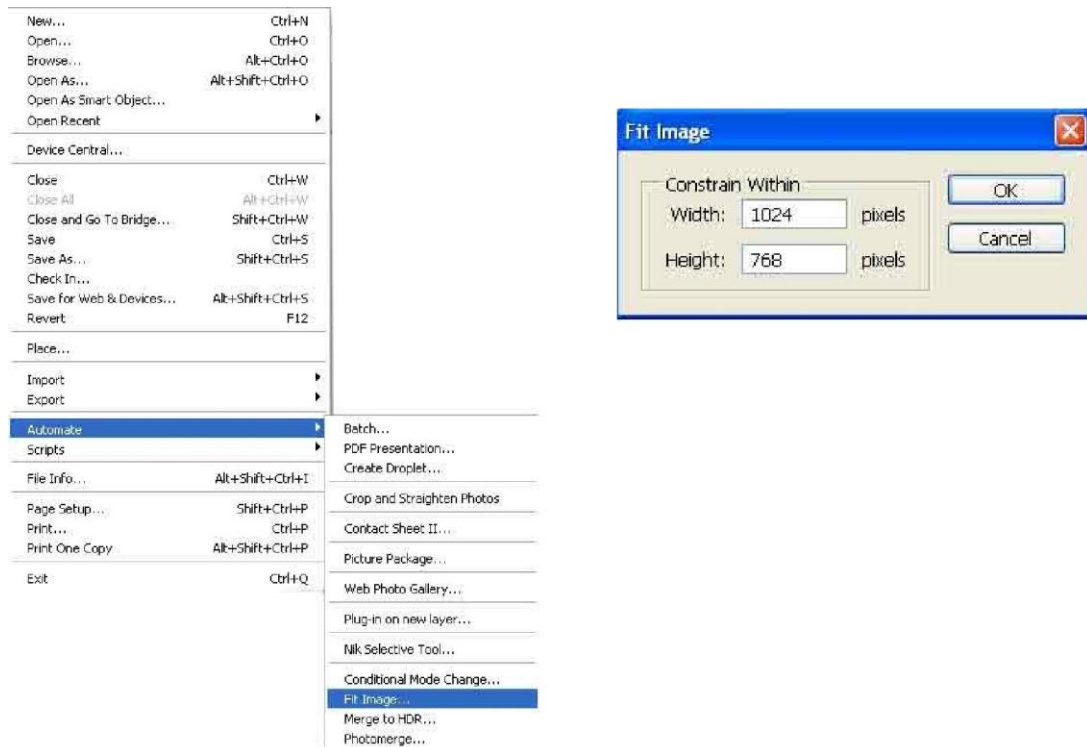 New... Ctrl+N
Open... Ctrl+O
Browse... Alt+Ctrl+O
Open As... Alt+Shift+Ctrl+O
Open As Smart Object...
Open Recent
Device Central...
Close Ctrl+W
Close All Alt+Ctrl+W
Close and Go To Bridge... Shift+Ctrl+W
Save Ctrl+S
Save As... Shift+Ctrl+S
Check In...
Save for Web & Devices... Alt+Shift+Ctrl+S
Revert F12
Place...
Import
Export
Automate
Scripts
File Info... Alt+Shift+Ctrl+I
Page Setup... Shift+Ctrl+P
Print... Ctrl+P
Print One Copy Alt+Shift+Ctrl+P
Exit Ctrl+Q
Batch...
PDF Presentation...
Create Droplet...
Crop and Straighten Photos
Contact Sheet II...
Picture Package...
Web Photo Gallery...
Plug-in on new layer...
Nik Selective Tool...
Conditional Mode Change...
Fit Image...
Merge to HDR...
Photomerge...
Fit Image
Constrain Within
Width: 1024 pixels
Height: 768 pixels
OK
Cancel